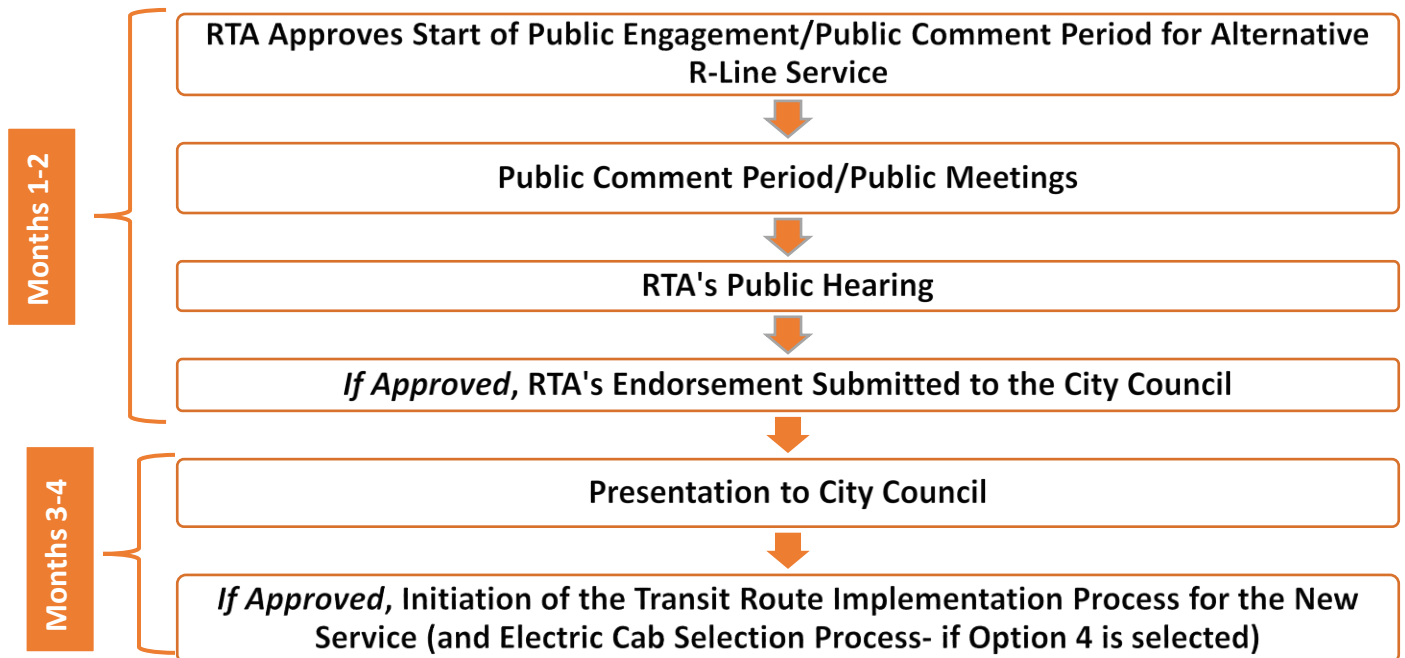 RTA Approves Start of Public Engagement/Public Comment Period for Alternative
R-Line Service
Months 1-2
Public Comment Period/Public Meetings
RTA's Public Hearing
If Approved, RTA's Endorsement Submitted to the City Council
Months 3-4
Presentation to City Council
If Approved, Initiation of the Transit Route Implementation Process for the New
Service (and Electric Cab Selection Process- if Option 4 is selected)